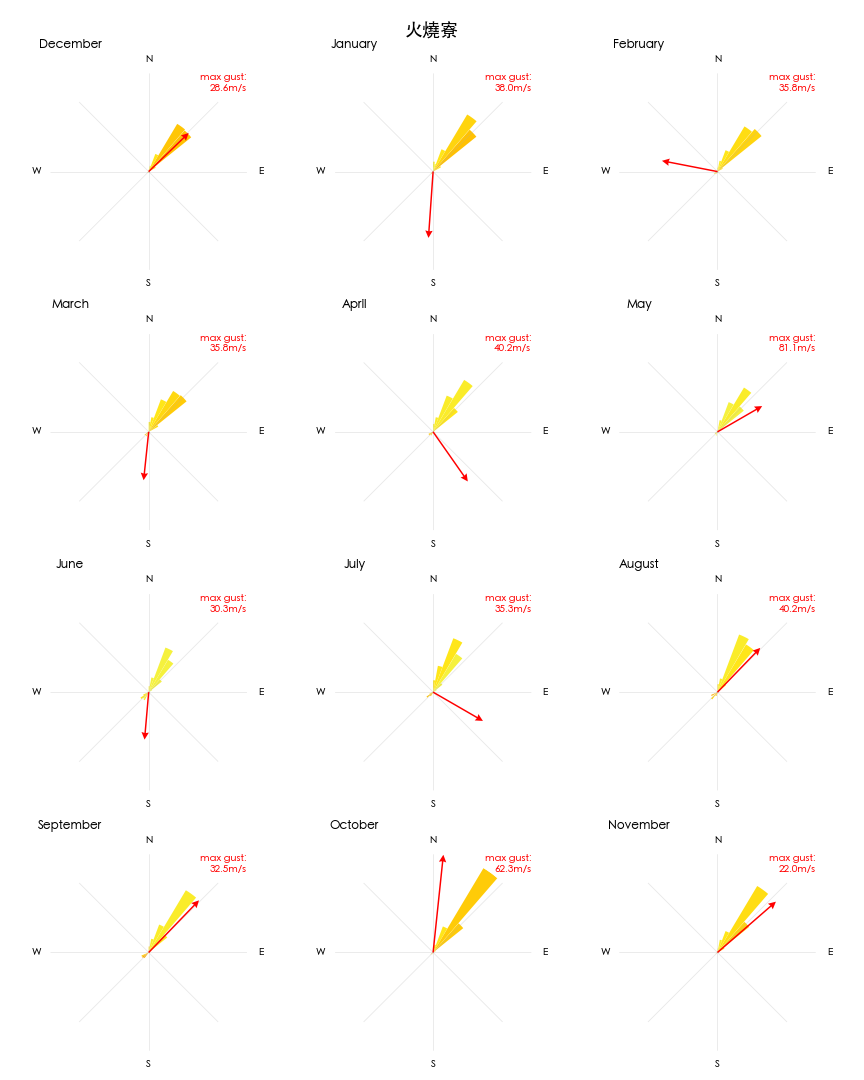 火燒寮
December
January
February
N
N
N
max gust:
28.6m/s
max gust:
38.0m/s
max gust:
35.8m/s
W
E
W
E
W
E
S
S
S
March
April
May
N
N
N
max gust:
35.8m/s
max gust:
40.2m/s
max gust:
81.1m/s
W
E
W
E
W
E
S
S
S
June
July
August
N
N
N
max gust:
30.3m/s
max gust:
35.3m/s
max gust:
40.2m/s
W
E
W
E
W
E
S
S
S
September
October
November
N
N
N
max gust:
32.5m/s
max gust:
62.3m/s
max gust:
22.0m/s
W
E
W
E
W
E
S
S
S